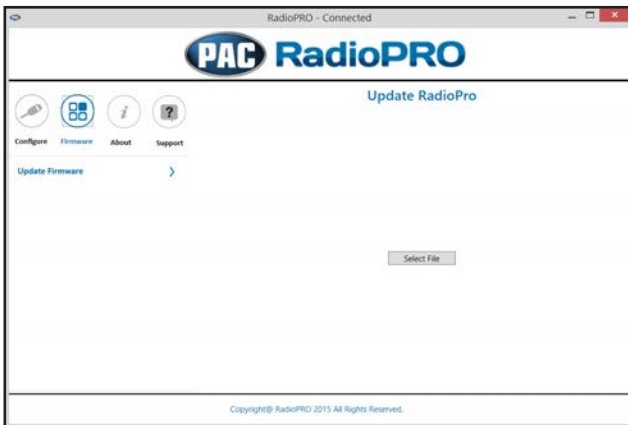 RadioPRO - Connected
PAC RadioPRO
Update RadioPro
Configure Firmware About Support
Update Firmware
Select File
Copyright@ RadioPRO 2015 All Rights Reserved.